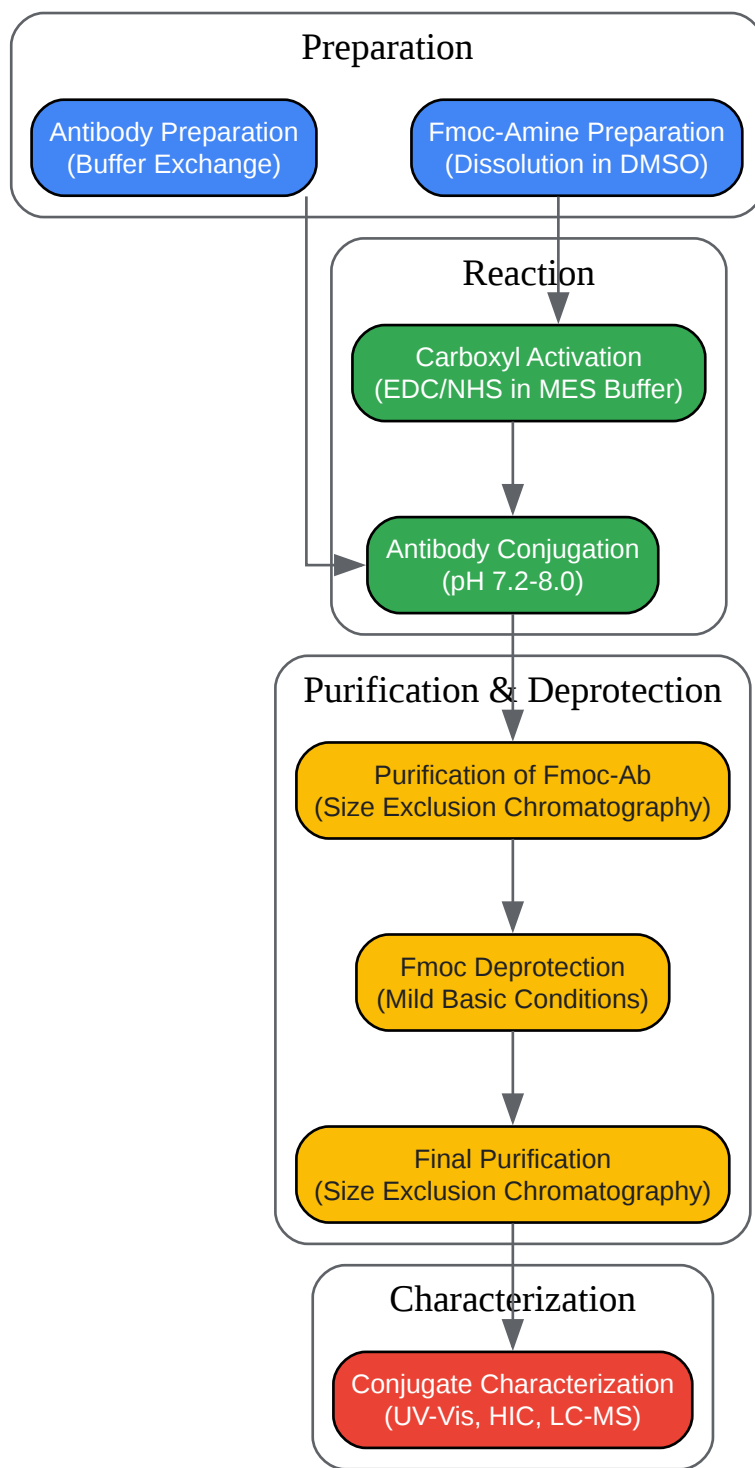 Preparation
Antibody Preparation
(Buffer Exchange)
Fmoc-Amine Preparation
(Dissolution in DMSO)
Reaction
Carboxyl Activation
(EDC/NHS in MES Buffer)
Antibody Conjugation
(pH 7.2-8.0)
Purification & Deprotection
Purification of Fmoc-Ab
(Size Exclusion Chromatography)
Fmoc Deprotection
(Mild Basic Conditions)
Final Purification
(Size Exclusion Chromatography)
Characterization
Conjugate Characterization
(UV-Vis, HIC, LC-MS)